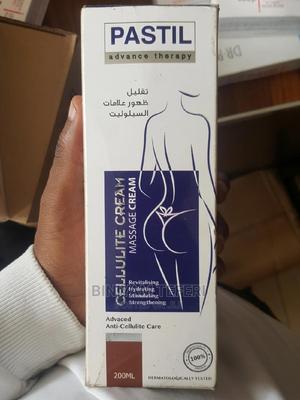 PASTIL
advance therapy
تقليل
ظهور علامات
السيلوليت
CELLULITE CREAM
MASSAGE CREAM
Revitalising
Hydrating
Stimulating
Strengthening
Advaced
Anti-Cellulite Care
100%
200ML
DERMATOLOGICALLY TESTED
DR